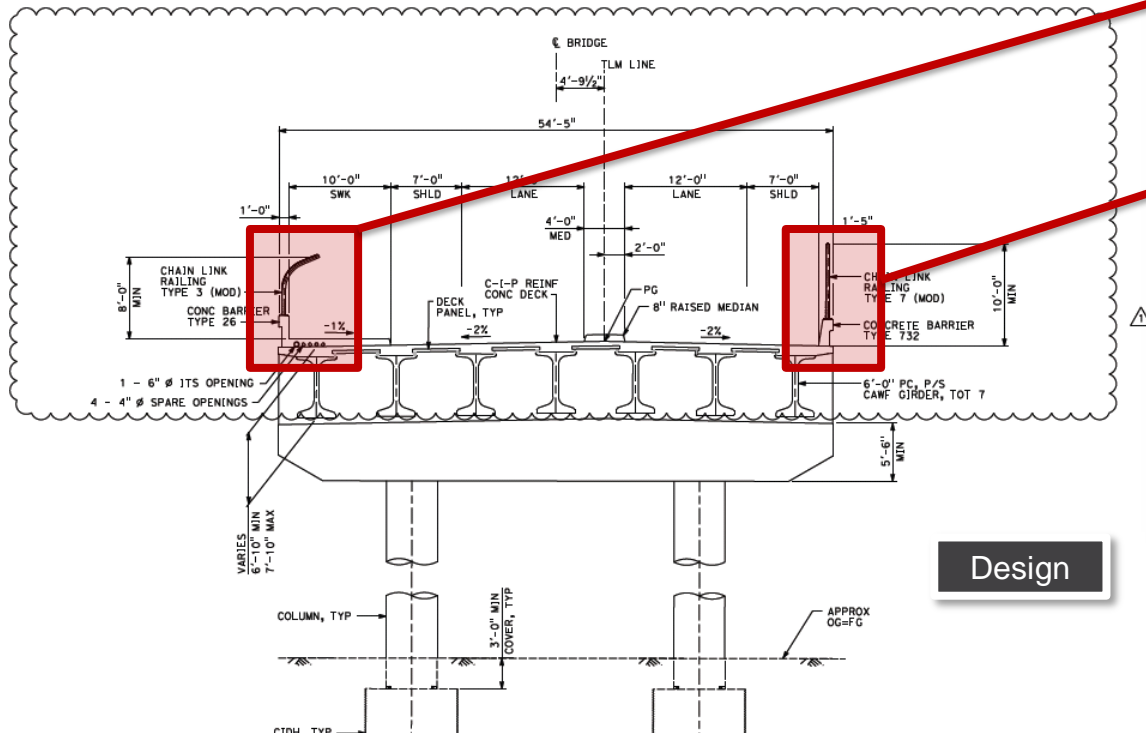 ℄ BRIDGE
TLM LINE
4'-9½"
54'-5"
10'-0"
SWK
7'-0"
SHLD
12'-0"
LANE
12'-0"
LANE
7'-0"
SHLD
1'-0"
4'-0"
MED
2'-0"
1'-5"
CHAIN LINK
RAILING
TYPE 3 (MOD)
8'-0"
MIN
CONC BARRIER
TYPE 26
-1%
DECK
PANEL, TYP
C-I-P REINF
CONC DECK
PG
8" RAISED MEDIAN
-2%
-2%
CHAIN LINK
RAILING
TYPE 7 (MOD)
10'-0"
MIN
CONCRETE BARRIER
TYPE 732
1
1 - 6" Ø ITS OPENING
4 - 4" Ø SPARE OPENINGS
6'-0" PC, P/S
CAWF GIRDER, TOT 7
5'-6"
MIN
VARIES
6'-10" MIN
7'-10" MAX
Design
COLUMN, TYP
3'-0" MIN
COVER, TYP
APPROX
OG=FG
CIDH, TYP